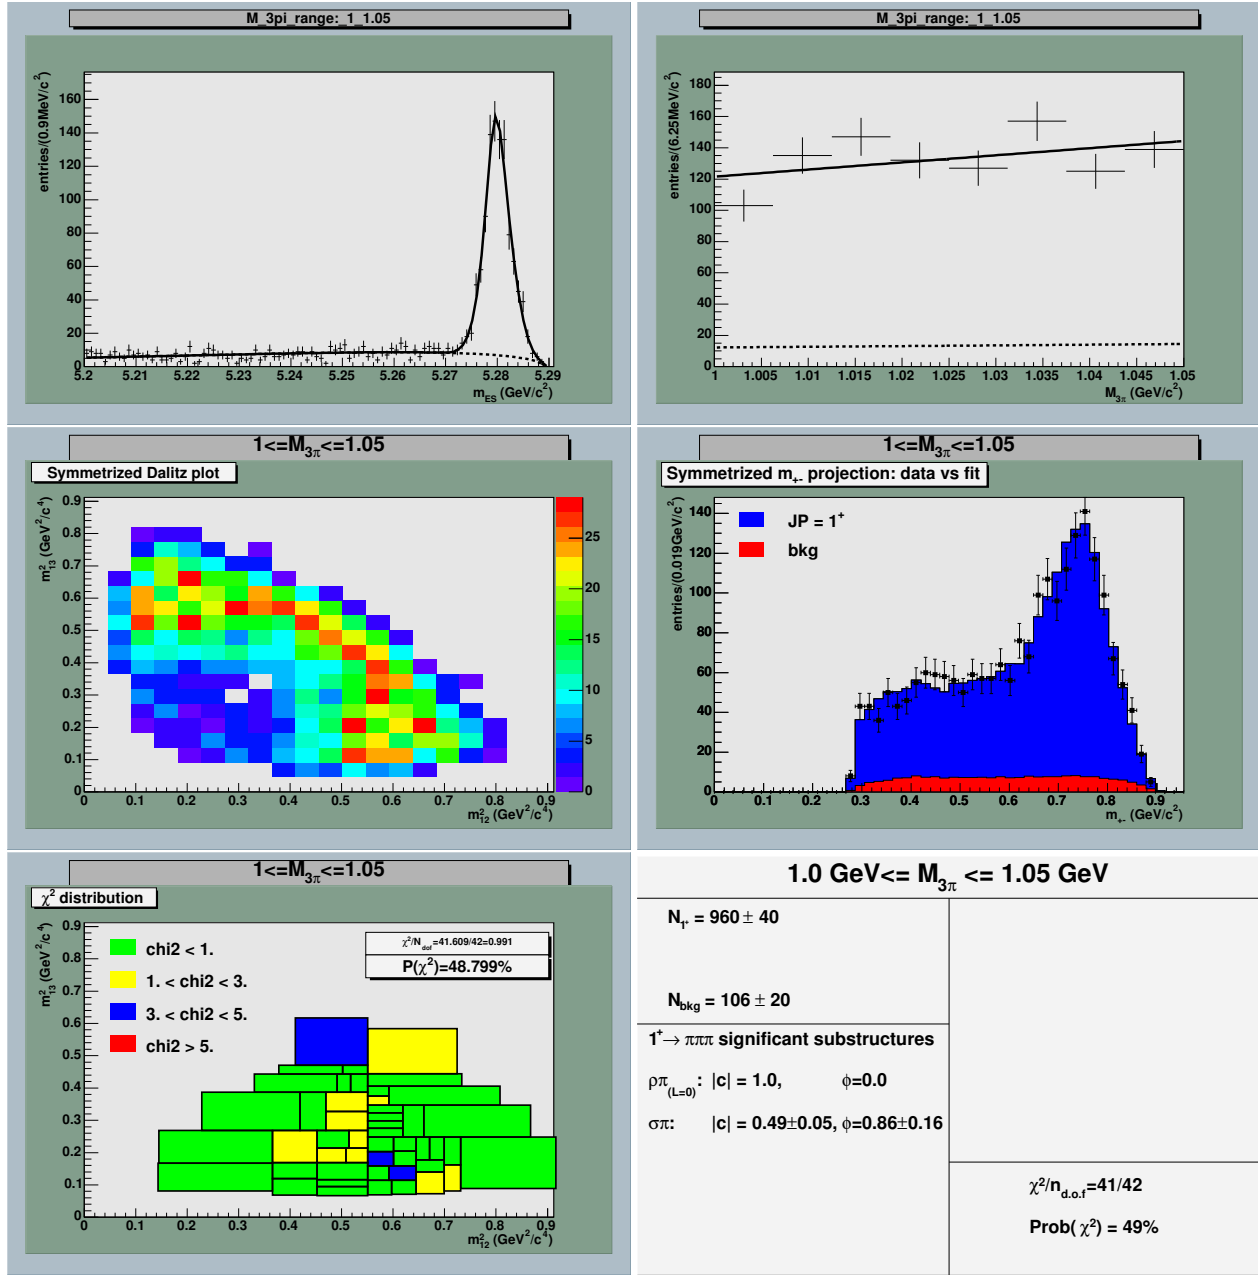 M_3pi_range:_1_1.05
entries/(0.9MeV/c²)
160
140
120
100
80
60
40
20
0
5.2 5.21 5.22 5.23 5.24 5.25 5.26 5.27 5.28 5.29
m_ES (GeV/c²)
M_3pi_range:_1_1.05
entries/(6.25MeV/c²)
180
160
140
120
100
80
60
40
20
0
1 1.005 1.01 1.015 1.02 1.025 1.03 1.035 1.04 1.045 1.05
M_3π (GeV/c²)
1<=M_3π<=1.05
Symmetrized Dalitz plot
m²_13 (GeV²/c⁴)
0.9
0.8
0.7
0.6
0.5
0.4
0.3
0.2
0.1
0
0 0.1 0.2 0.3 0.4 0.5 0.6 0.7 0.8 0.9
m²_12 (GeV²/c⁴)
25
20
15
10
5
0
1<=M_3π<=1.05
Symmetrized m_+- projection: data vs fit
entries/(0.019GeV/c²)
140
120
100
80
60
40
20
0
JP = 1⁺
bkg
0 0.1 0.2 0.3 0.4 0.5 0.6 0.7 0.8 0.9
m_+- (GeV/c²)
1<=M_3π<=1.05
χ² distribution
m²_13 (GeV²/c⁴)
0.9
0.8
0.7
0.6
0.5
0.4
0.3
0.2
0.1
0
chi2 < 1.
1. < chi2 < 3.
3. < chi2 < 5.
chi2 > 5.
χ²/N_dof=41.609/42=0.991
P(χ²)=48.799%
0 0.1 0.2 0.3 0.4 0.5 0.6 0.7 0.8 0.9
m²_12 (GeV²/c⁴)
1.0 GeV<= M_3π <= 1.05 GeV
N_1⁺ = 960 ± 40
N_bkg = 106 ± 20
1⁺→ πππ significant substructures
ρπ_(L=0): |c| = 1.0, ϕ=0.0
σπ: |c| = 0.49±0.05, ϕ=0.86±0.16
χ²/n_d.o.f=41/42
Prob( χ²) = 49%